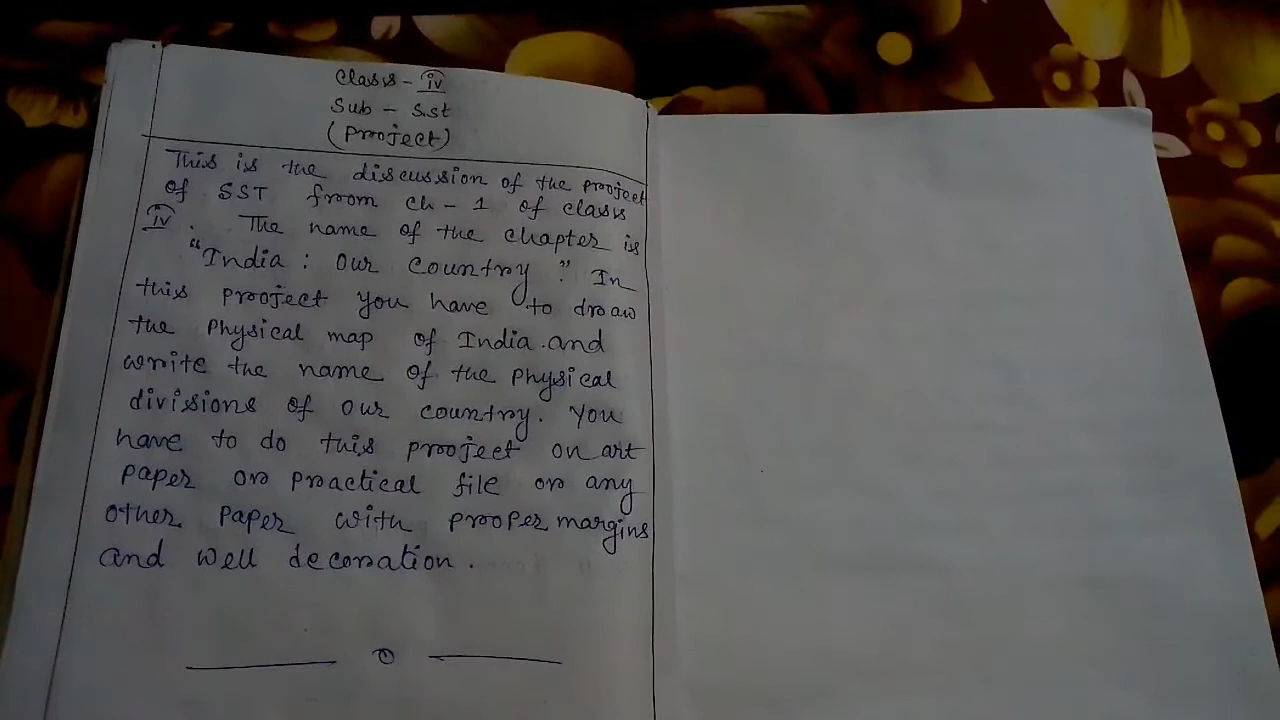 Class - iv
Sub - S.st
(Project)
This is the discussion of the project
of SST from ch - 1 of class
iv. The name of the chapter is
"India : Our Country". In
this project you have to draw
the physical map of India and
write the name of the physical
divisions of our country. You
have to do this project on art
paper or practical file or any
other paper with proper margins
and well decoration.